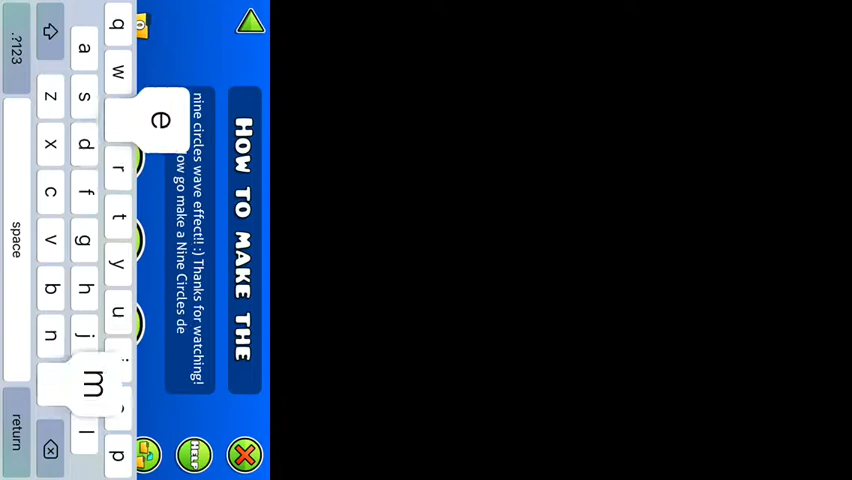 HOW TO MAKE THE
nine circles wave effect!! :) Thanks for watching!
ow go make a Nine Circles de
0
HELP
q w e r t y u p
a s d f g h j l
z x c v b n m
.?123 space return